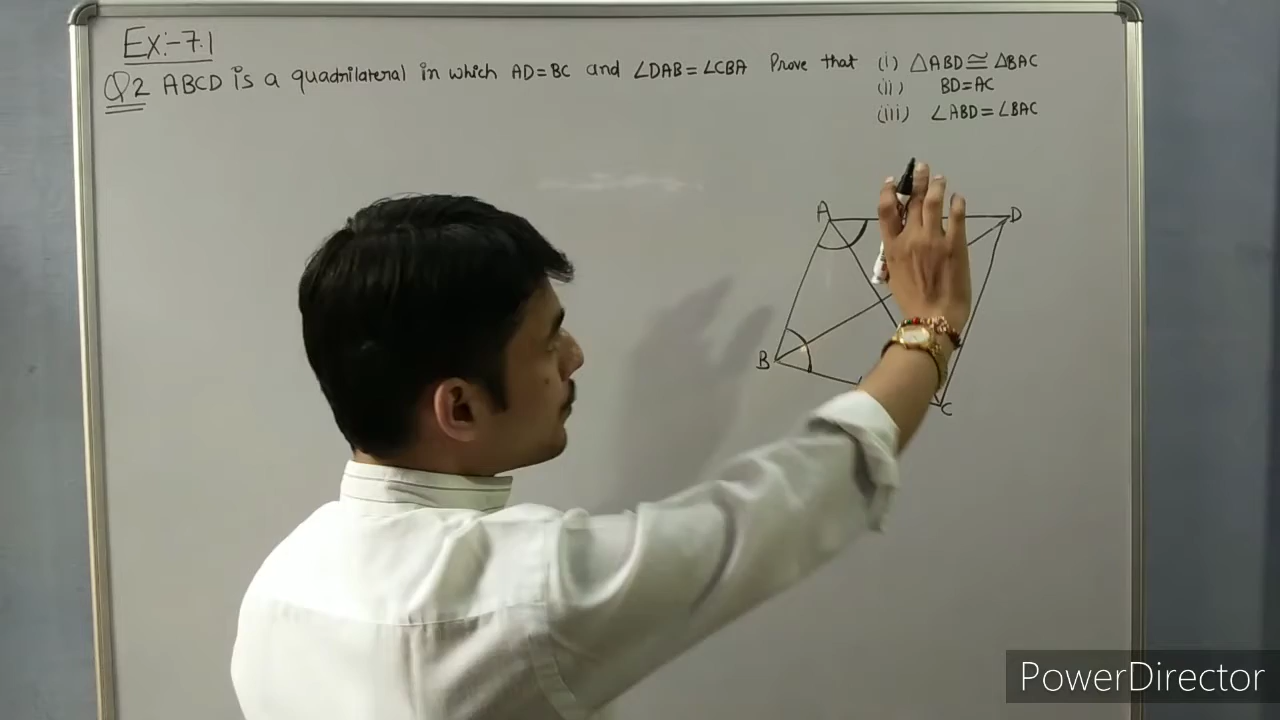 Ex:-7.1
Q2 ABCD is a quadrilateral in which AD=BC and ∠DAB=∠CBA Prove that (i) △ABD≅△BAC
(ii) BD=AC
(iii) ∠ABD=∠BAC
A D
B
C
PowerDirector